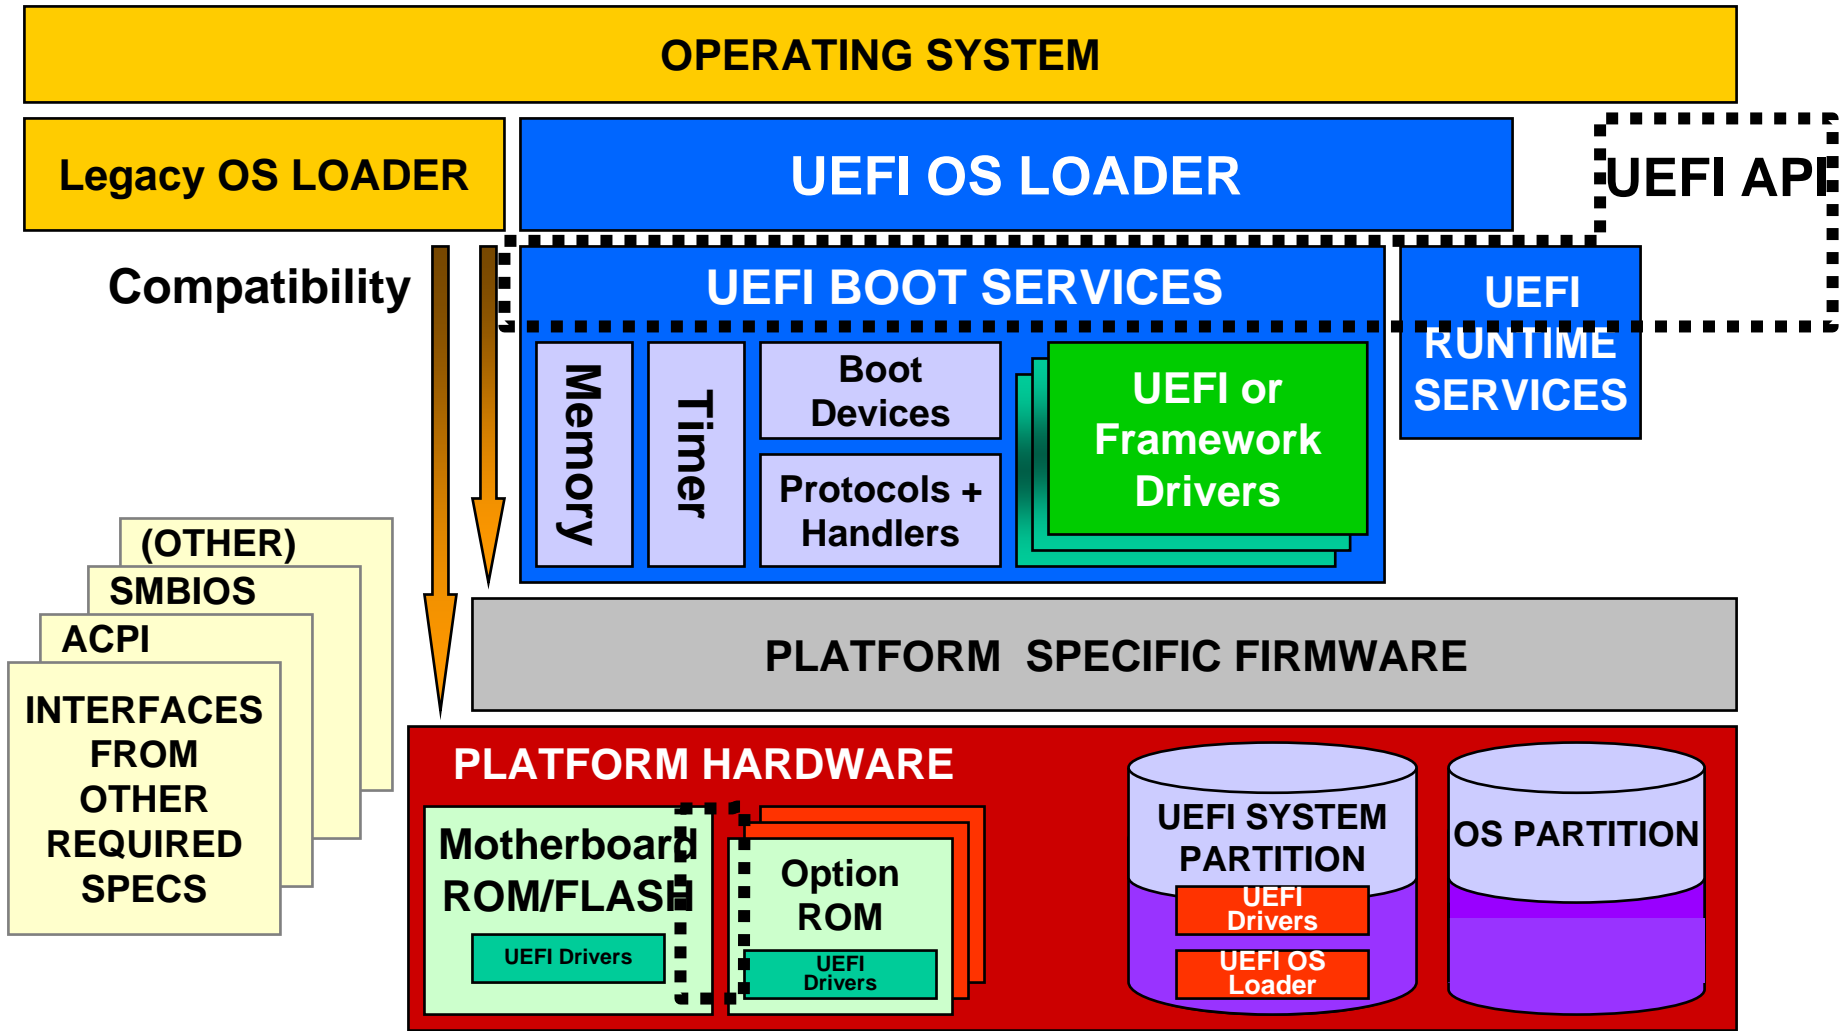 OPERATING SYSTEM
Legacy OS LOADER
UEFI OS LOADER
UEFI API
Compatibility
UEFI BOOT SERVICES
UEFI
RUNTIME
SERVICES
Memory
Timer
Boot
Devices
Protocols +
Handlers
UEFI or
Framework
Drivers
(OTHER)
SMBIOS
ACPI
INTERFACES
FROM
OTHER
REQUIRED
SPECS
PLATFORM SPECIFIC FIRMWARE
PLATFORM HARDWARE
Motherboard
ROM/FLASH
UEFI Drivers
Option
ROM
UEFI
Drivers
UEFI SYSTEM
PARTITION
UEFI
Drivers
UEFI OS
Loader
OS PARTITION